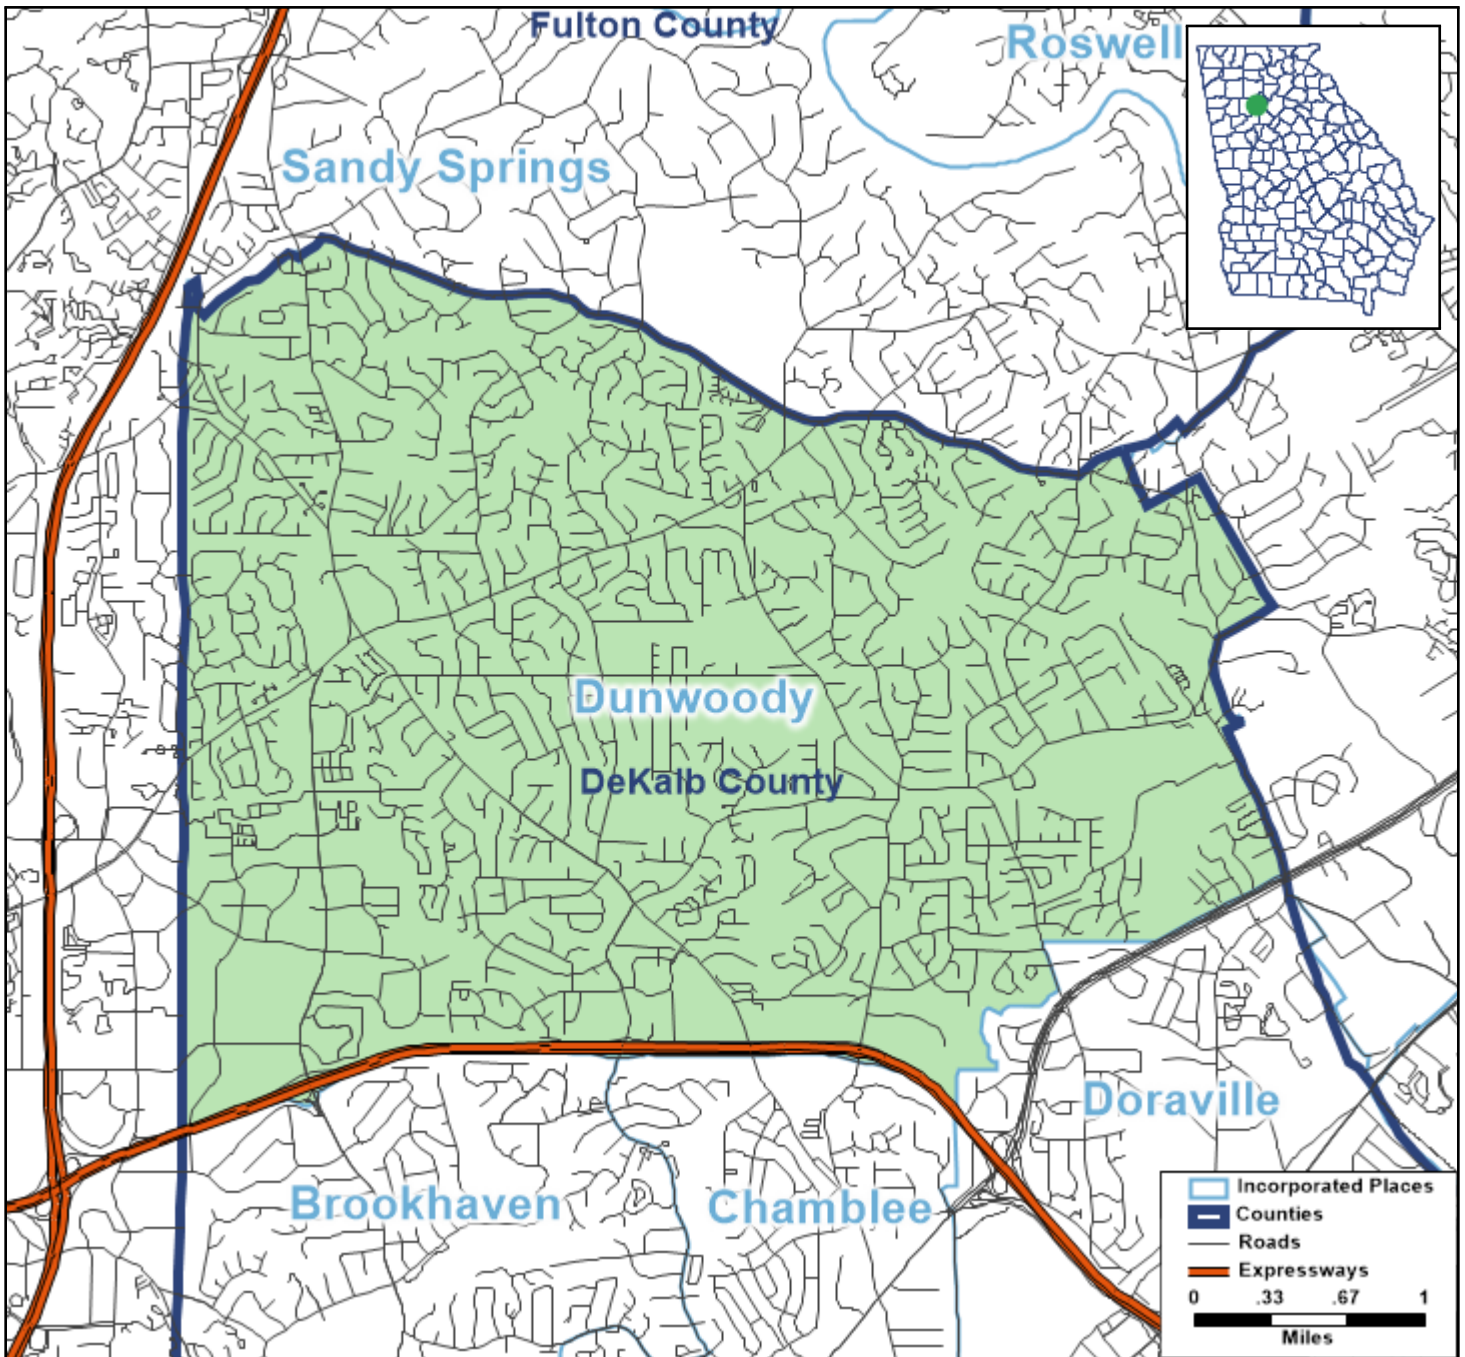 Fulton County
Roswell
Sandy Springs
Dunwoody
DeKalb County
Doraville
Brookhaven
Chamblee
Incorporated Places
Counties
Roads
Expressways
0 .33 .67 1
Miles